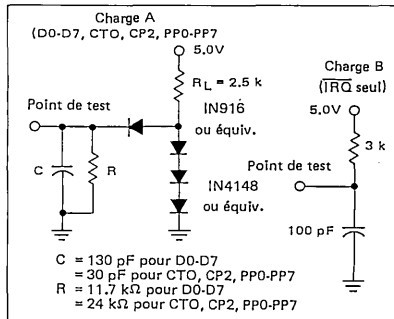 Charge A
(D0-D7, CTO, CP2, PP0-PP7
5.0V
RL = 2.5 k
Point de test
IN916
ou équiv.
C
R
IN4148
ou équiv.
Charge B
(IRQ seul)
5.0V
3 k
Point de test
100 pF
C = 130 pF pour D0-D7
= 30 pF pour CTO, CP2, PP0-PP7
R = 11.7 kΩ pour D0-D7
= 24 kΩ pour CTO, CP2, PP0-PP7